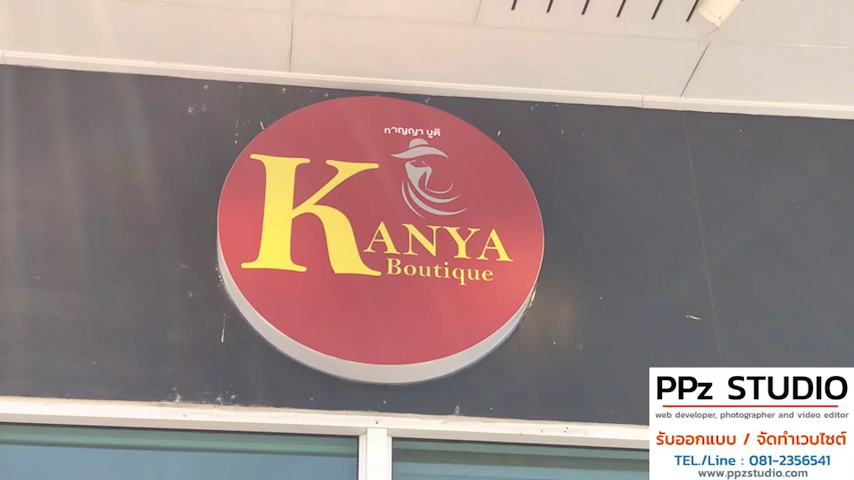 กาญญา บูติ
KANYA
Boutique
PPz STUDIO
web developer, photographer and video editor
รับออกแบบ / จัดทำเวบไซต์
TEL./Line : 081-2356541
www.ppzstudio.com